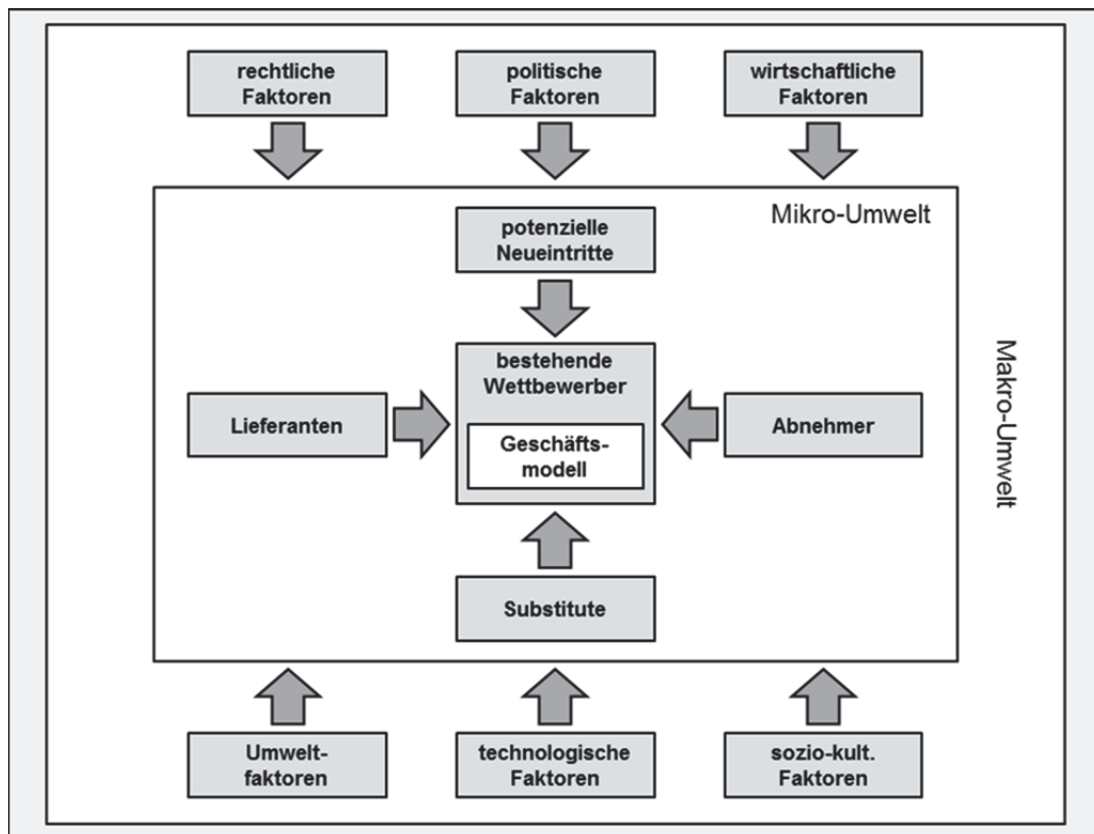 rechtliche
Faktoren
politische
Faktoren
wirtschaftliche
Faktoren
Mikro-Umwelt
potenzielle
Neueintritte
Makro-Umwelt
bestehende
Wettbewerber
Lieferanten
Geschäfts-
modell
Abnehmer
Substitute
Umwelt-
faktoren
technologische
Faktoren
sozio-kult.
Faktoren